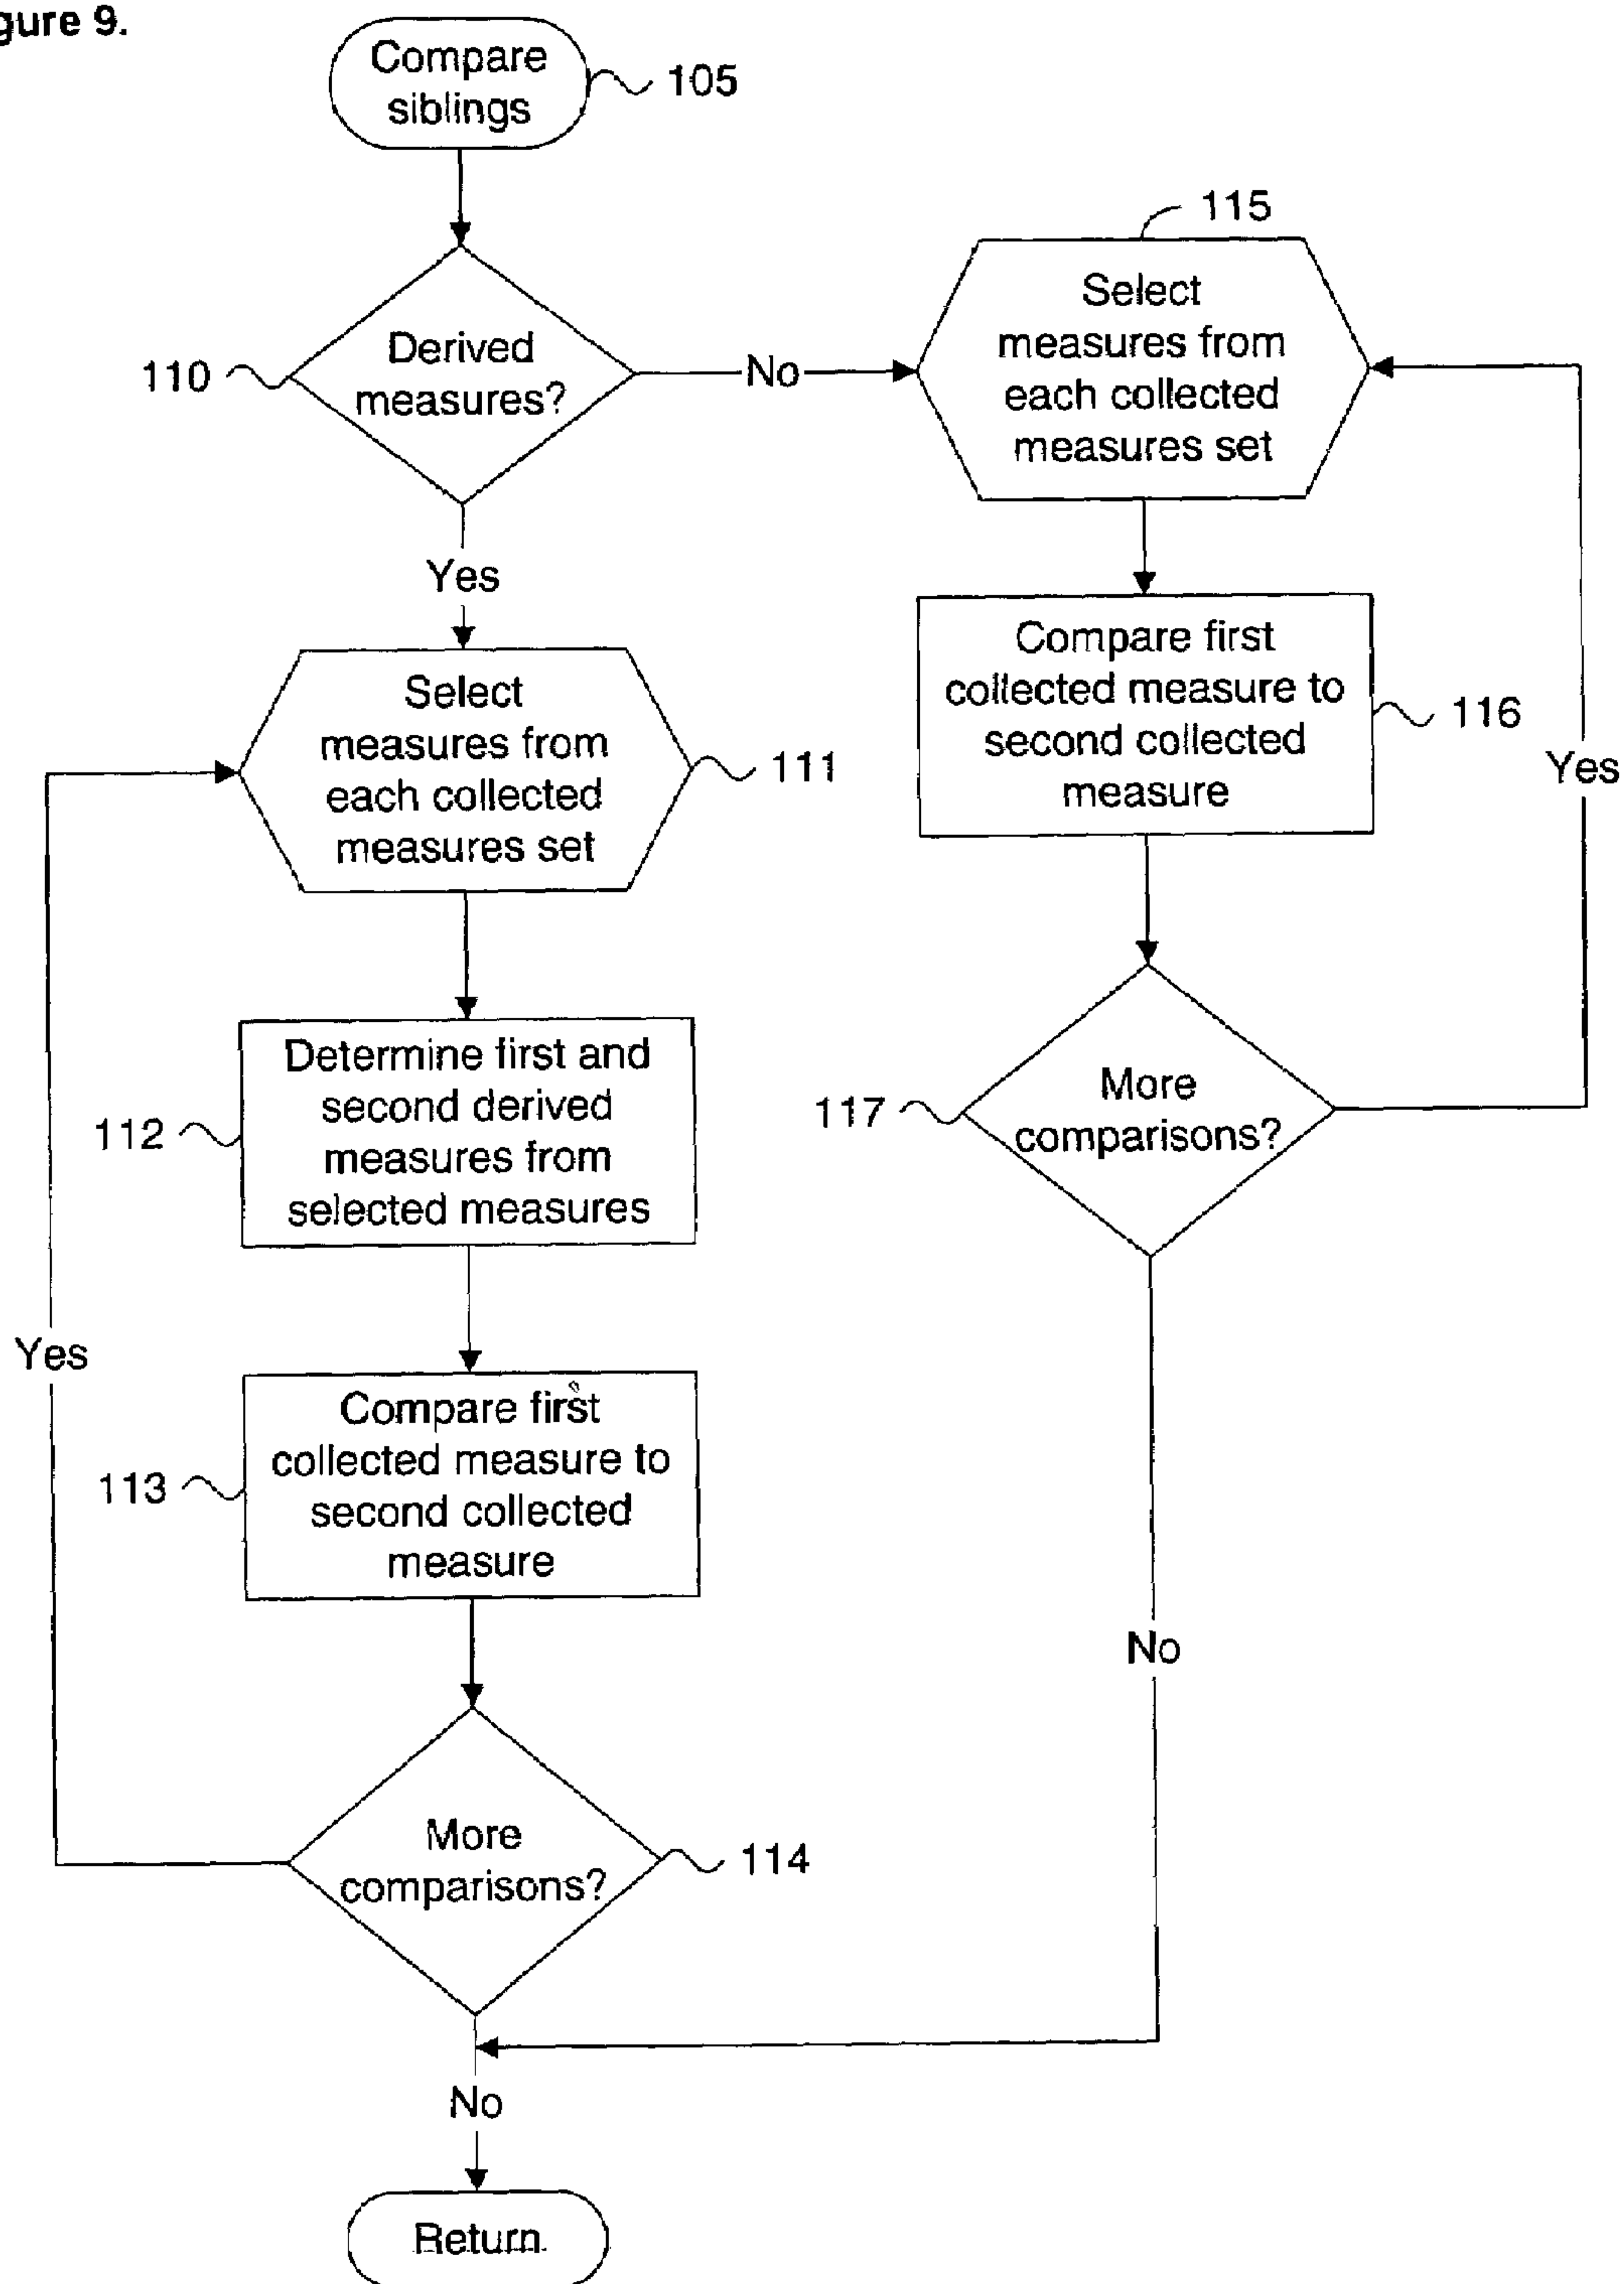 gure 9.
Compare
siblings
105
110
Derived
measures?
No
115
Select
measures from
each collected
measures set
Yes
Select
measures from
each collected
measures set
111
Compare first
collected measure to
second collected
measure
116
Yes
Determine first and
second derived
measures from
selected measures
112
More
comparisons?
117
Yes
Compare first
collected measure to
second collected
measure
113
No
More
comparisons?
114
No
Return